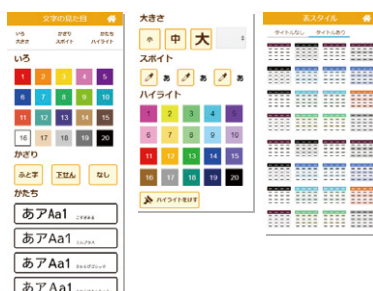 文字の見た目
いろ かざり かたち
大きさ スポイト ハイライト
いろ
1 2 3 4 5
6 7 8 9 10
11 12 13 14 15
16 17 18 19 20
かざり
ふと字 下せん なし
かたち
あアAa1
あアAa1
あアAa1
あアAa1
大きさ
小 中 大
スポイト
あ あ あ
ハイライト
1 2 3 4 5
6 7 8 9 10
11 12 13 14 15
16 17 18 19 20
ハイライトをけす
表スタイル
タイトルなし タイトルあり